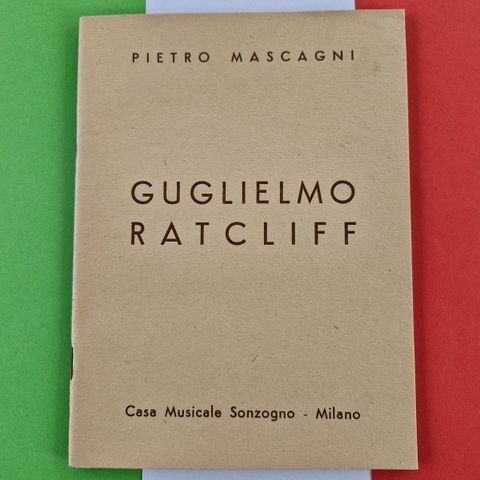 PIETRO MASCAGNI
GUGLIELMO
RATCLIFF
Casa Musicale Sonzogno - Milano